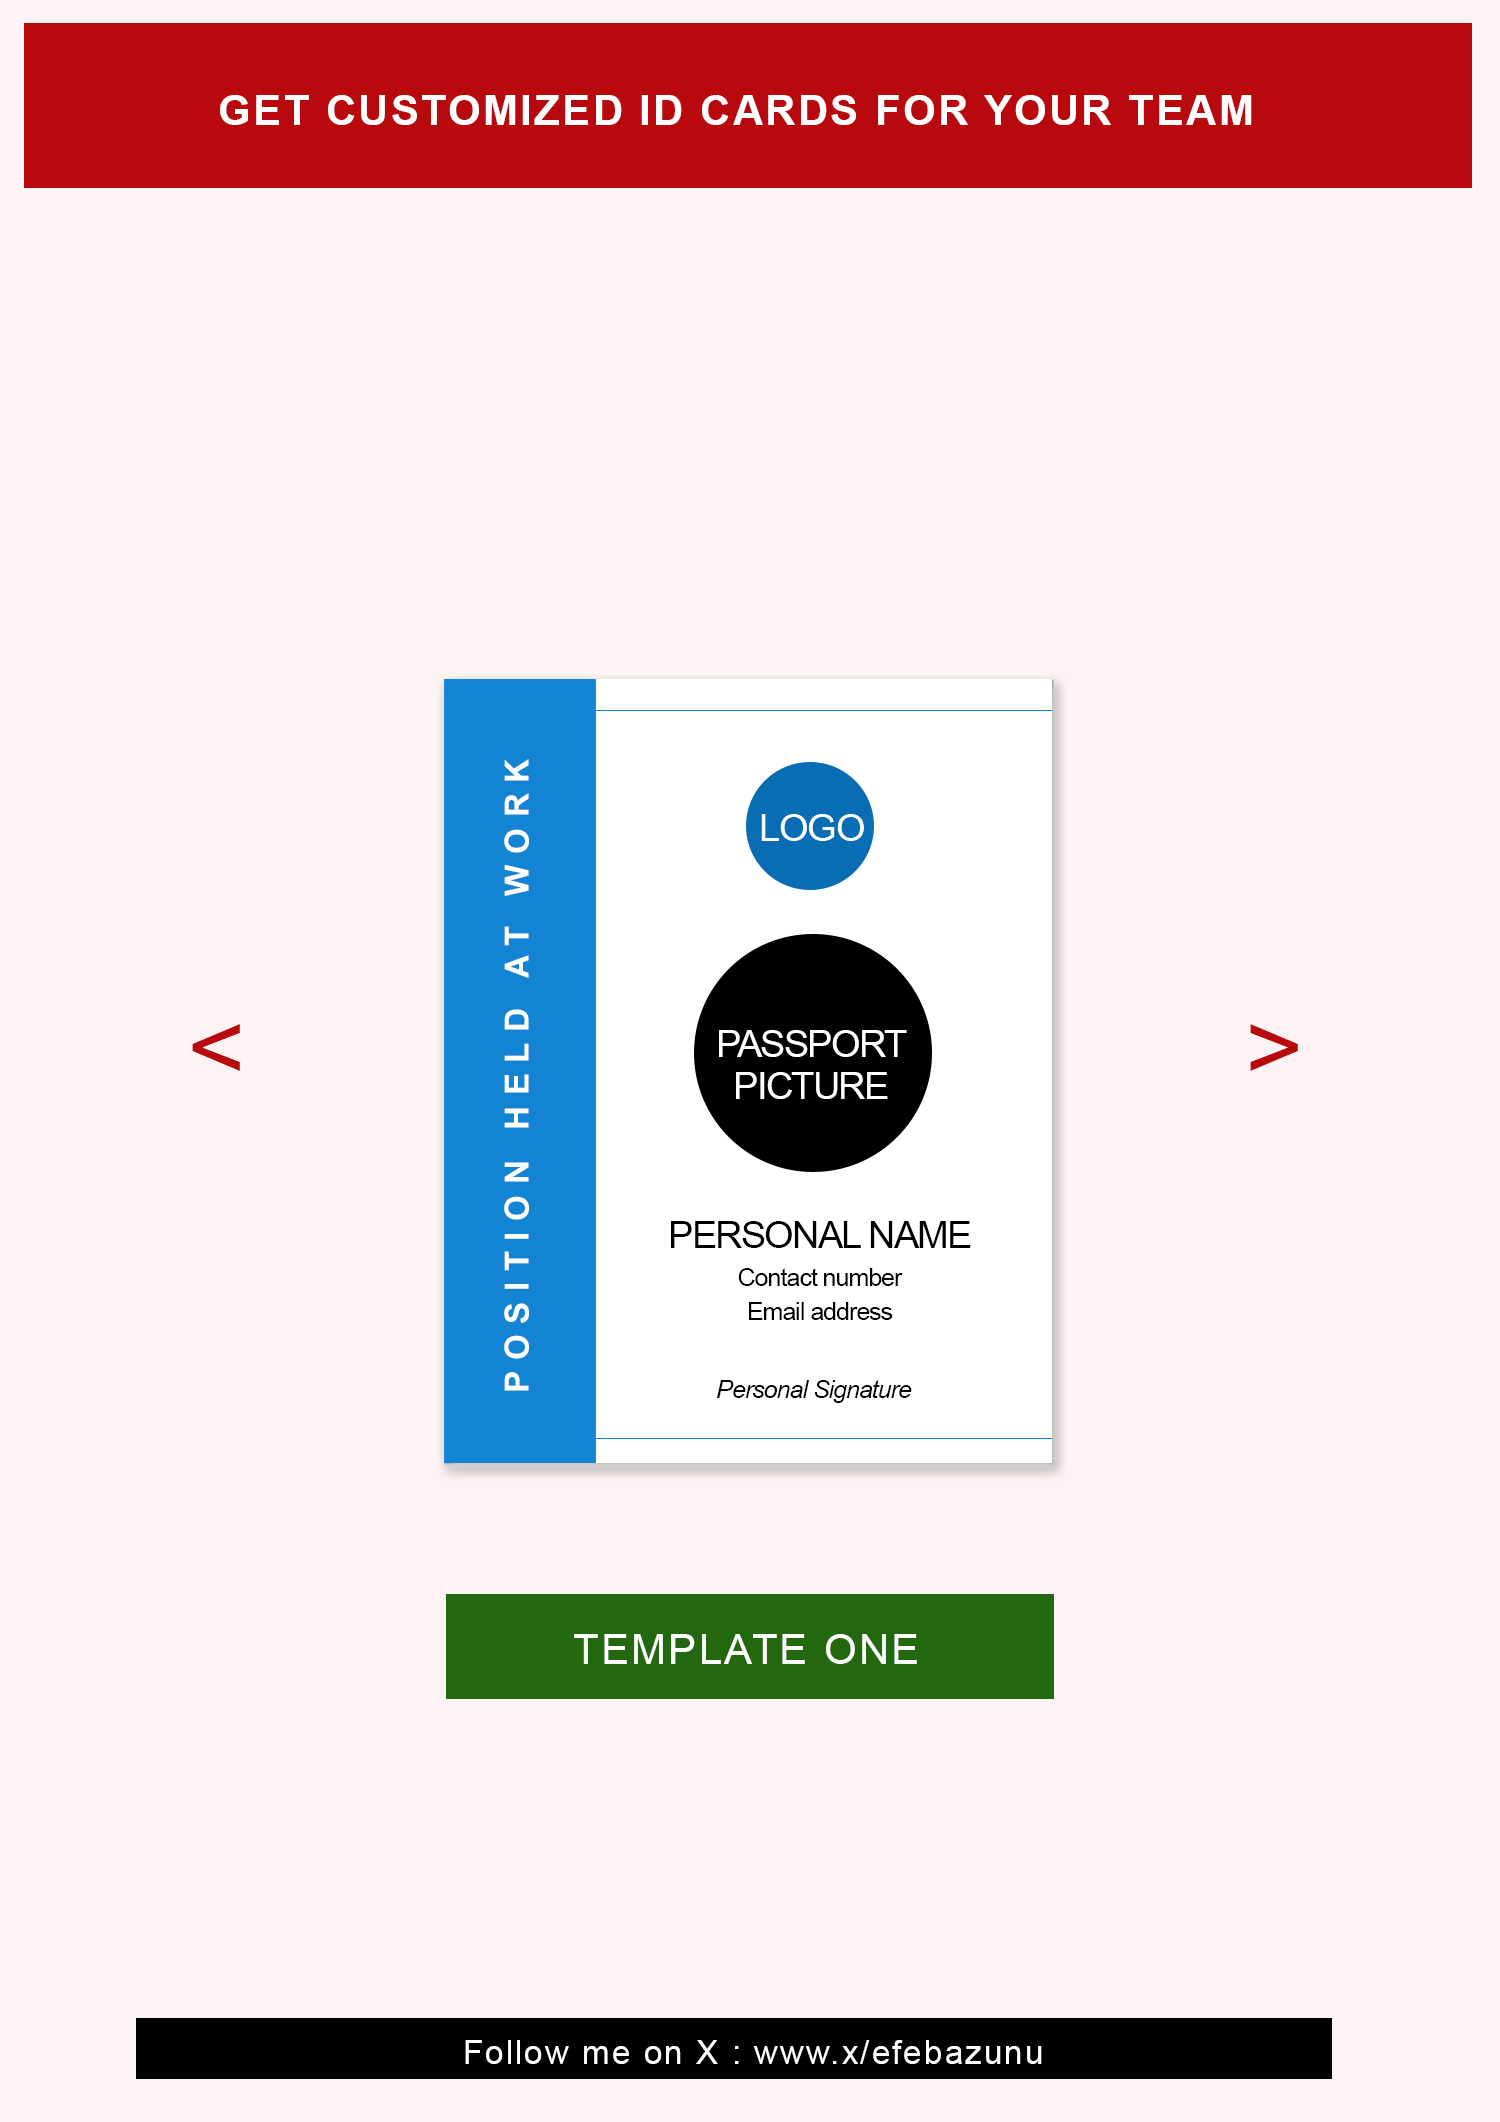 GET CUSTOMIZED ID CARDS FOR YOUR TEAM
POSITION HELD AT WORK
LOGO
PASSPORT
PICTURE
PERSONAL NAME
Contact number
Email address
Personal Signature
<
>
TEMPLATE ONE
Follow me on X : www.x/efebazunu